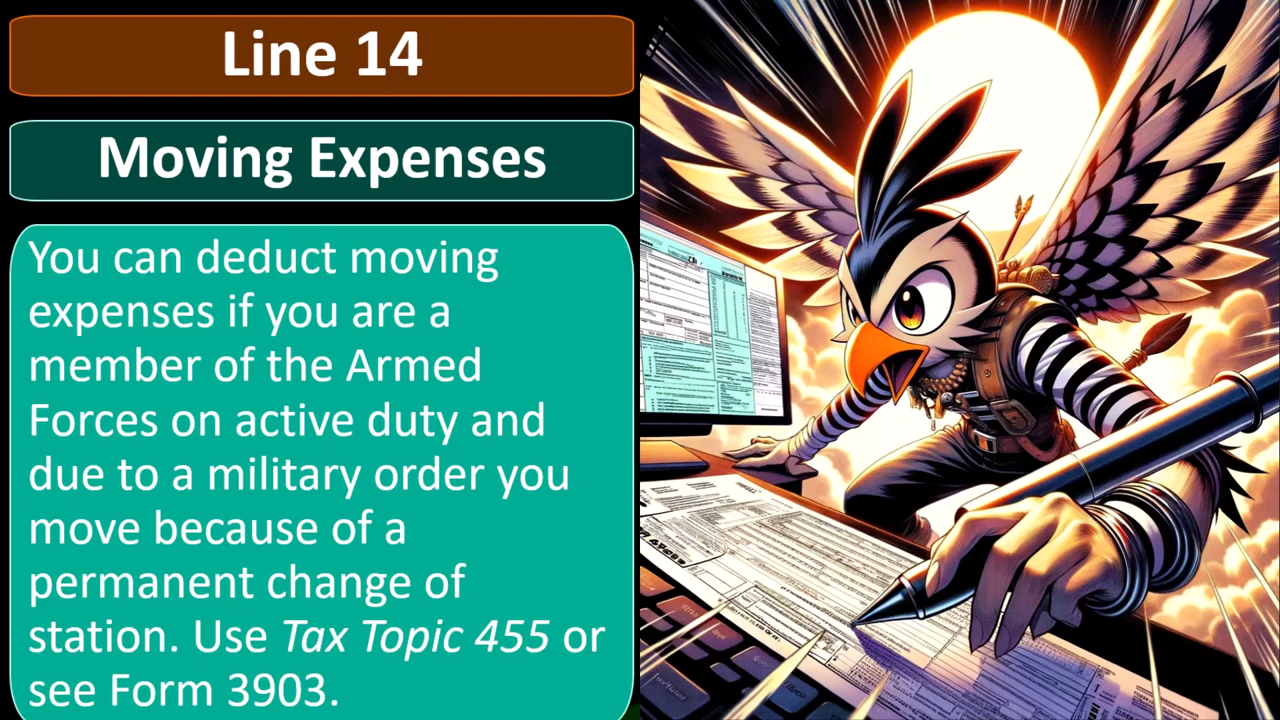 Line 14
Moving Expenses
You can deduct moving
expenses if you are a
member of the Armed
Forces on active duty and
due to a military order you
move because of a
permanent change of
station. Use Tax Topic 455 or
see Form 3903.